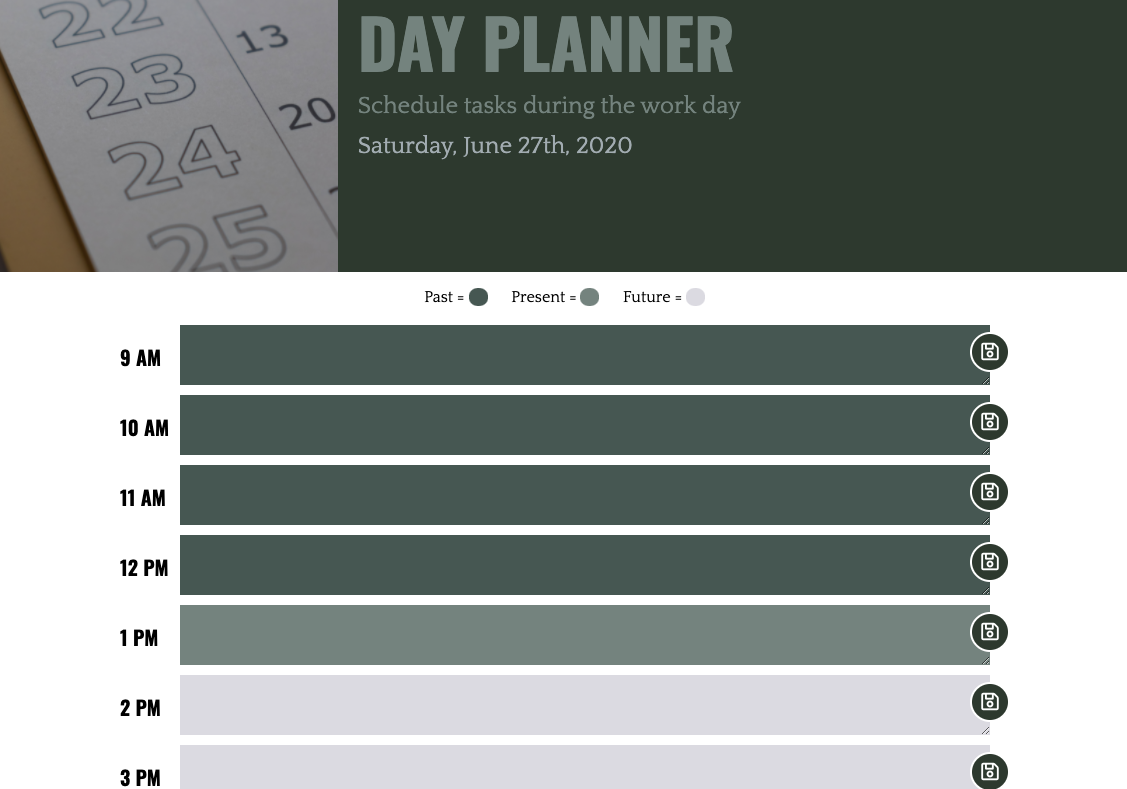 22
13
23
20
24
25
DAY PLANNER
Schedule tasks during the work day
Saturday, June 27th, 2020
Past =
Present =
Future =
9 AM
10 AM
11 AM
12 PM
1 PM
2 PM
3 PM